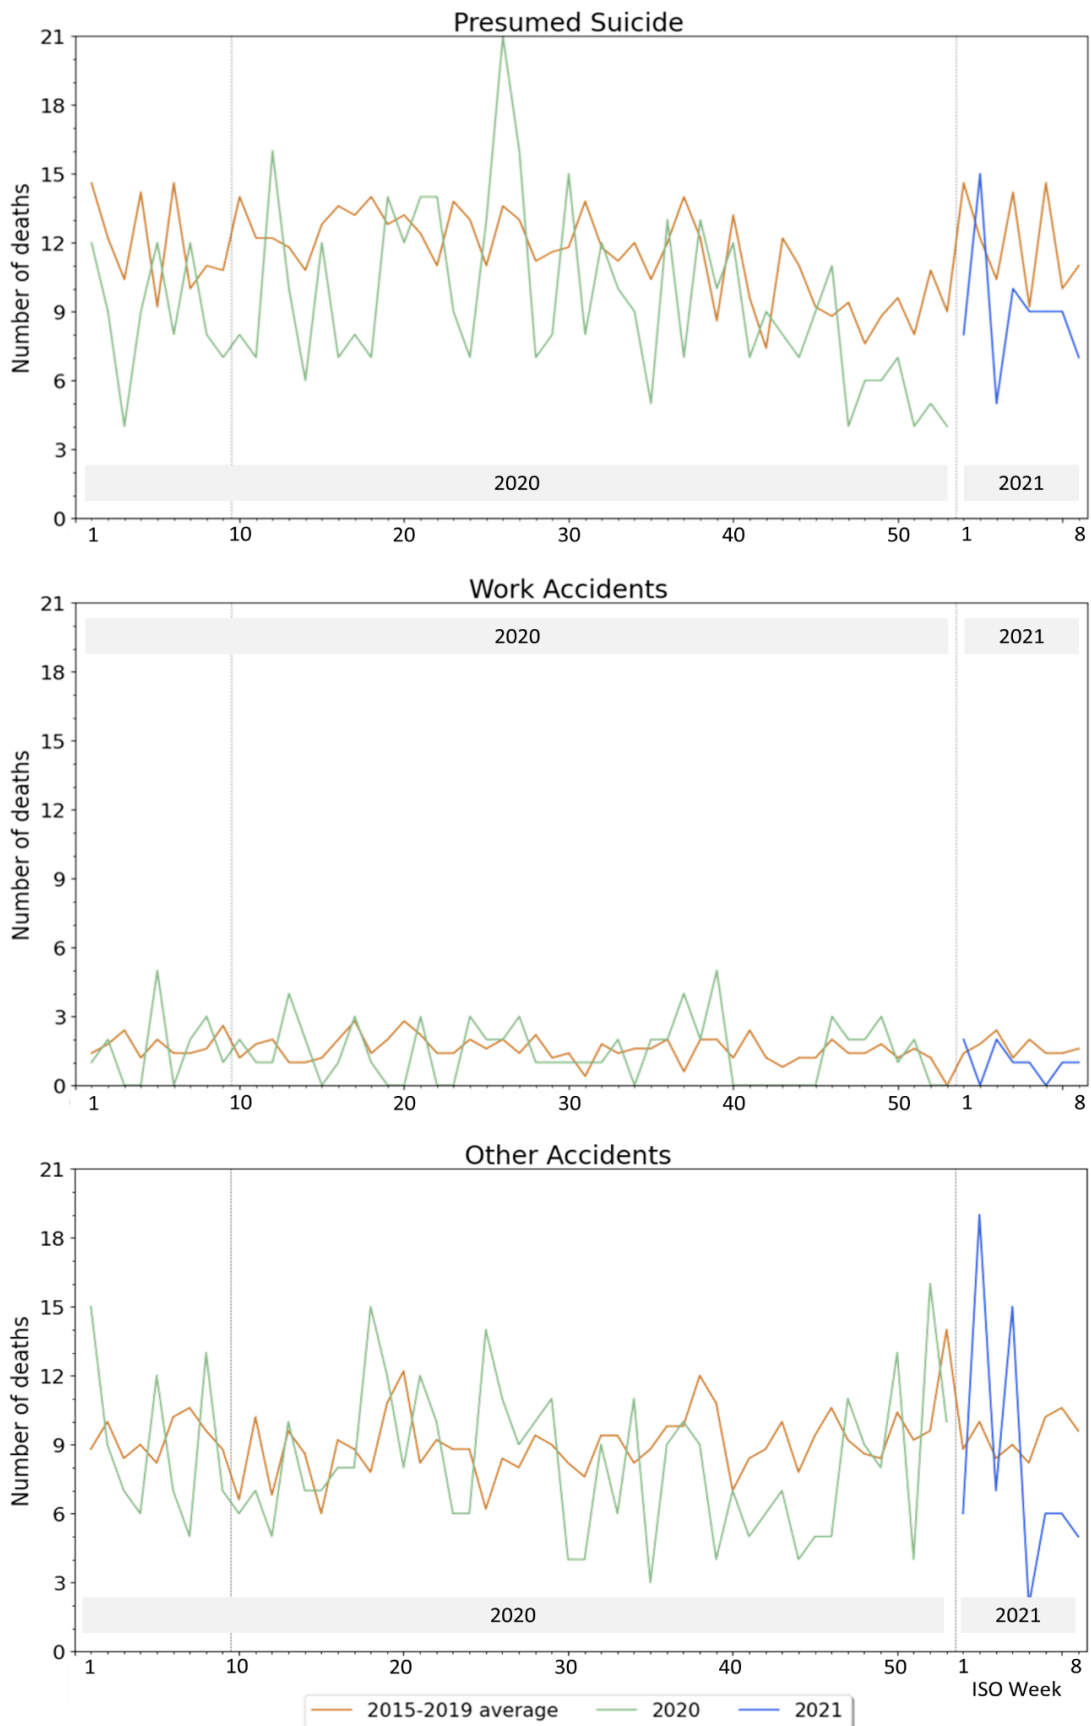 Presumed Suicide
21
18
15
12
9
6
3
0
Number of deaths
2020
2021
1 10 20 30 40 50 1 8
Work Accidents
21
18
15
12
9
6
3
0
Number of deaths
2020
2021
1 10 20 30 40 50 1 8
Other Accidents
21
18
15
12
9
6
3
0
Number of deaths
2020
2021
1 10 20 30 40 50 1 8
ISO Week
2015-2019 average 2020 2021